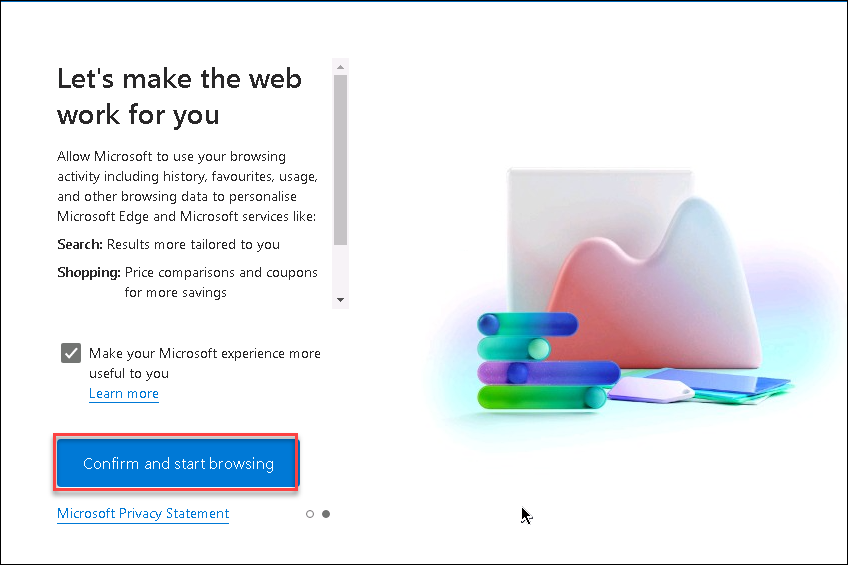 Let's make the web
work for you
Allow Microsoft to use your browsing
activity including history, favourites, usage,
and other browsing data to personalise
Microsoft Edge and Microsoft services like:
Search: Results more tailored to you
Shopping: Price comparisons and coupons
for more savings
Make your Microsoft experience more
useful to you
Learn more
Confirm and start browsing
Microsoft Privacy Statement